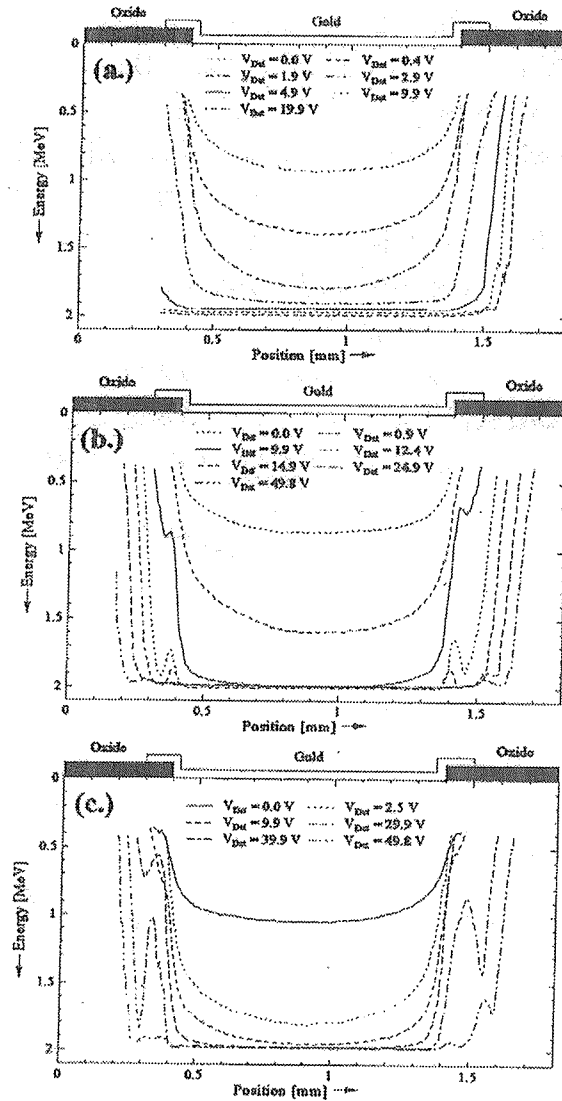 Oxido Gold Oxido
(a.)
V_Det = 0.0 V V_Det = 0.4 V
V_Det = 1.9 V V_Det = 2.9 V
V_Det = 4.9 V V_Det = 9.9 V
V_Det = 19.9 V
0
0.5
1
1.5
2
← Energy [MeV]
0 0.5 1 1.5
Position [mm] →
Oxido Gold Oxido
(b.)
V_Det = 0.0 V V_Det = 0.9 V
V_Det = 9.9 V V_Det = 12.4 V
V_Det = 14.9 V V_Det = 24.9 V
V_Det = 49.8 V
0
0.5
1
1.5
2
← Energy [MeV]
0 0.5 1 1.5
Position [mm] →
Oxido Gold Oxido
(c.)
V_Det = 0.0 V V_Det = 2.5 V
V_Det = 9.9 V V_Det = 29.9 V
V_Det = 39.9 V V_Det = 49.8 V
0
0.5
1
1.5
2
← Energy [MeV]
0 0.5 1 1.5
Position [mm] →